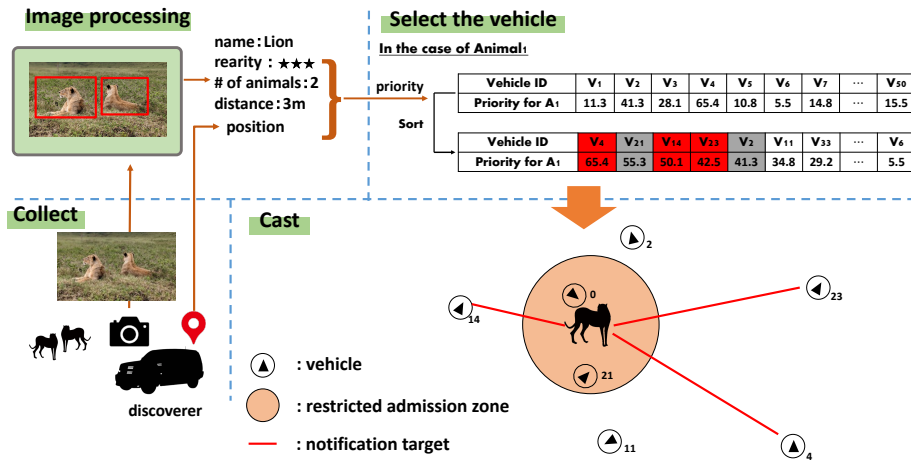 Image processing
name:Lion
rearity : ★★★
# of animals:2
distance:3m
position
Select the vehicle
In the case of Animal₁
priority
Sort
Vehicle ID V₁ V₂ V₃ V₄ V₅ V₆ V₇ ... V₅₀
Priority for A₁ 11.3 41.3 28.1 65.4 10.8 5.5 14.8 ... 15.5
Vehicle ID V₄ V₂₁ V₁₄ V₂₃ V₂ V₁₁ V₃₃ ... V₆
Priority for A₁ 65.4 55.3 50.1 42.5 41.3 34.8 29.2 ... 5.5
Collect
discoverer
Cast
2
0
23
14
21
11
4
: vehicle
: restricted admission zone
: notification target